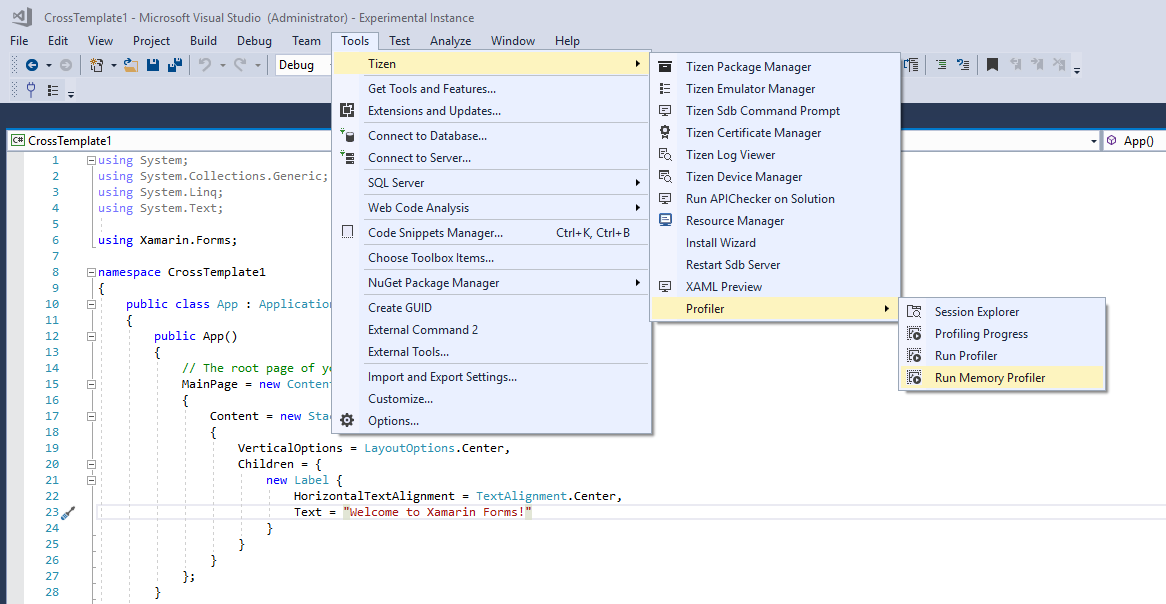 CrossTemplate1 - Microsoft Visual Studio (Administrator) - Experimental Instance
File Edit View Project Build Debug Team Tools Test Analyze Window Help
Debug
Tizen
Get Tools and Features...
Extensions and Updates...
Connect to Database...
Connect to Server...
SQL Server
Web Code Analysis
Code Snippets Manager... Ctrl+K, Ctrl+B
Choose Toolbox Items...
NuGet Package Manager
Create GUID
External Command 2
External Tools...
Import and Export Settings...
Customize...
Options...
Tizen Package Manager
Tizen Emulator Manager
Tizen Sdb Command Prompt
Tizen Certificate Manager
Tizen Log Viewer
Tizen Device Manager
Run APIChecker on Solution
Resource Manager
Install Wizard
Restart Sdb Server
XAML Preview
Profiler
Session Explorer
Profiling Progress
Run Profiler
Run Memory Profiler
C# CrossTemplate1
App()
1 using System;
2 using System.Collections.Generic;
3 using System.Linq;
4 using System.Text;
5
6 using Xamarin.Forms;
7
8 namespace CrossTemplate1
9 {
10 public class App : Application
11 {
12 public App()
13 {
14 // The root page of
15 MainPage = new
16 {
17 Content = new
18 {
19 VerticalOptions = LayoutOptions.Center,
20 Children = {
21 new Label {
22 HorizontalTextAlignment = TextAlignment.Center,
23 Text = "Welcome to Xamarin Forms!"
24 }
25 }
26 }
27 };
28 }